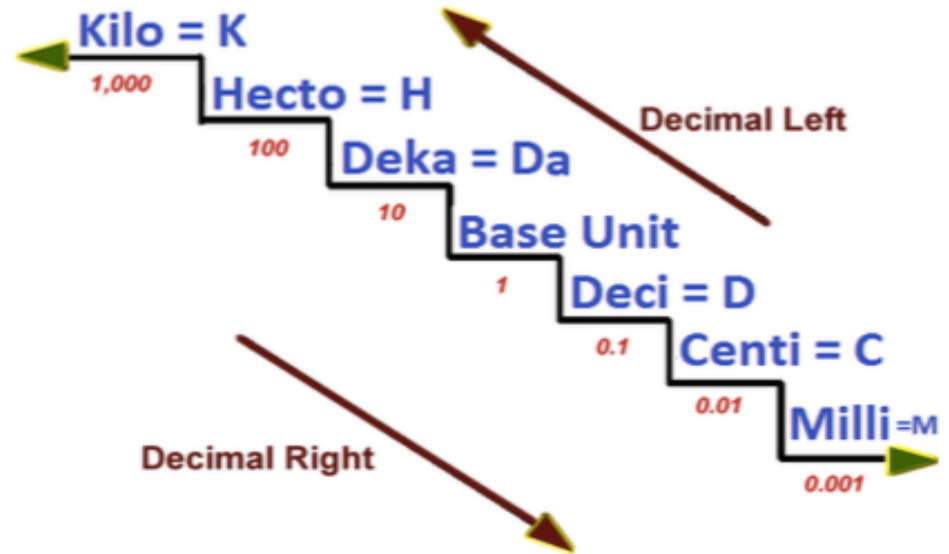 Kilo = K
1,000
Hecto = H
100
Decimal Left
Deka = Da
10
Base Unit
1
Deci = D
0.1
Centi = C
0.01
Milli =M
0.001
Decimal Right